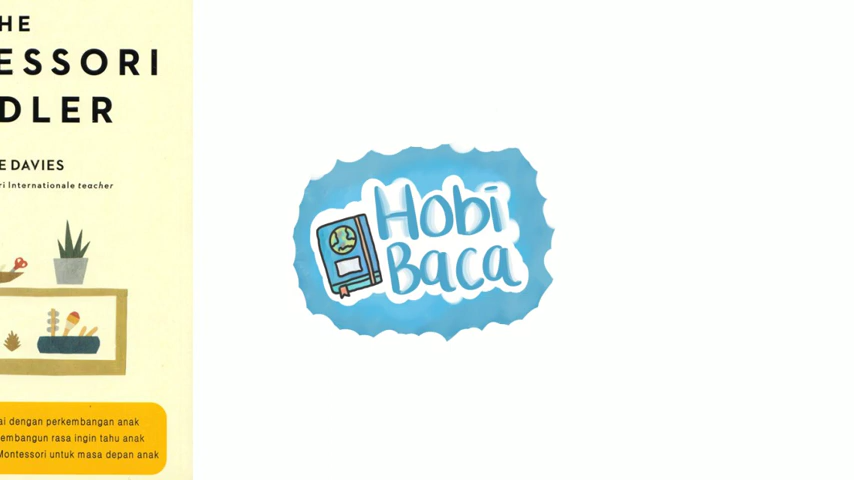 HE
ESSORI
DLER
E DAVIES
ri Internationale teacher
ai dengan perkembangan anak
embangun rasa ingin tahu anak
Montessori untuk masa depan anak
Hobi
Baca